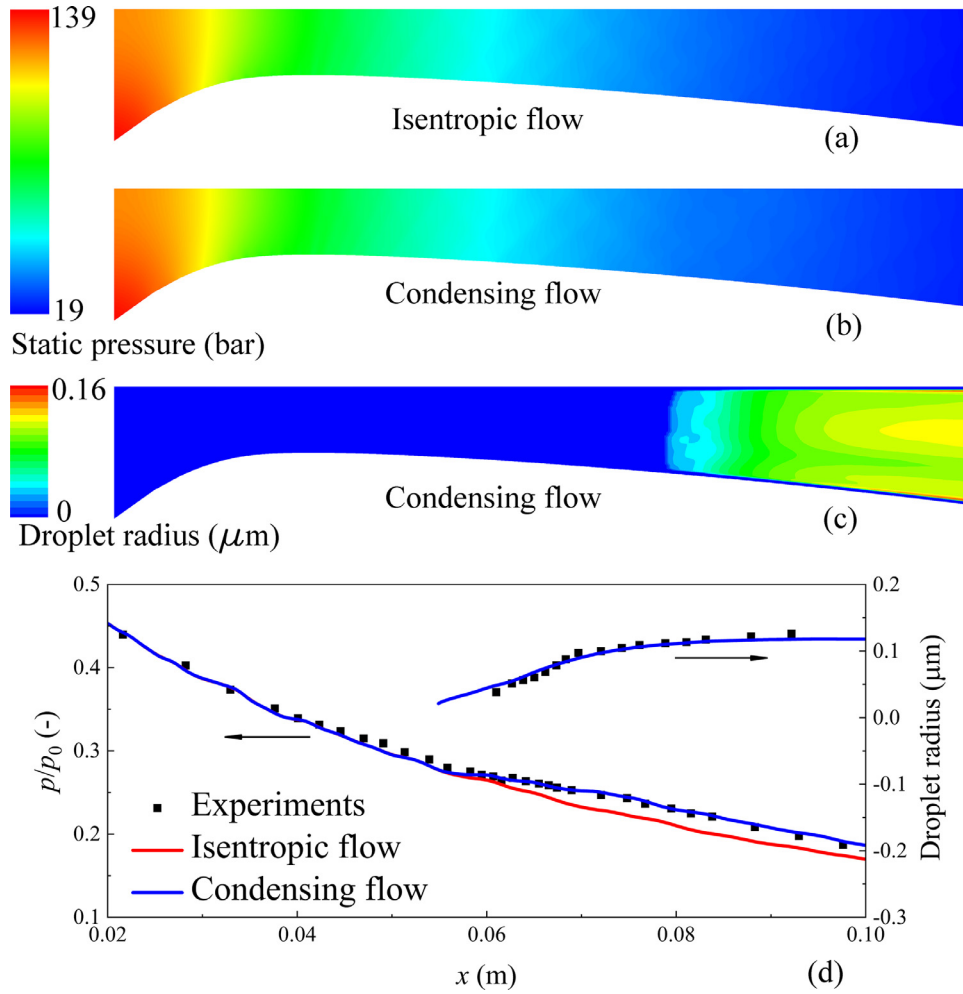 139
19
Static pressure (bar)
Isentropic flow
(a)
Condensing flow
(b)
0.16
0
Droplet radius (μm)
Condensing flow
(c)
0.5
0.4
0.3
0.2
0.1
p/p0 (-)
0.2
0.1
0.0
-0.1
-0.2
-0.3
Droplet radius (μm)
Experiments
Isentropic flow
Condensing flow
0.02 0.04 0.06 0.08 0.10
x (m)
(d)